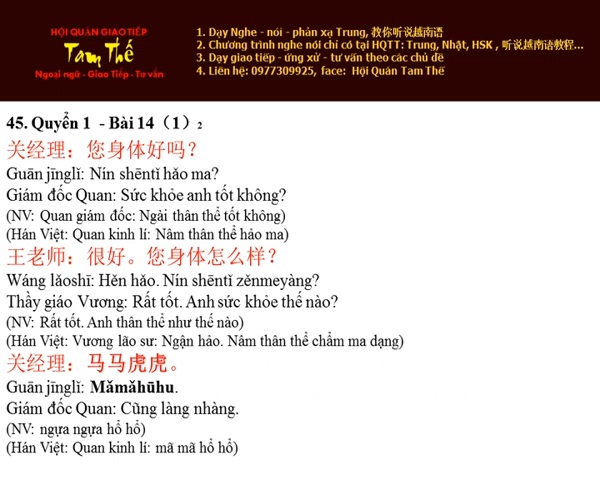 HỘI QUÁN GIAO TIẾP
Tam Thế
Ngoại ngữ - Giao Tiếp - Tư vấn
1. Dạy Nghe - nói - phản xạ Trung, 教你听说越南语
2. Chương trình nghe nói chỉ có tại HQTT: Trung, Nhật, HSK , 听说越南语教程...
3. Dạy giao tiếp - ứng xử - tư vấn theo các chủ đề
4. Liên hệ: 0977309925, face: Hội Quán Tam Thế
45. Quyển 1 - Bài 14（1）2
关经理：您身体好吗？
Guān jīnglǐ: Nín shēntǐ hǎo ma?
Giám đốc Quan: Sức khỏe anh tốt không?
(NV: Quan giám đốc: Ngài thân thể tốt không)
(Hán Việt: Quan kinh lí: Nâm thân thể hảo ma)
王老师：很好。您身体怎么样？
Wáng lǎoshī: Hěn hǎo. Nín shēntǐ zěnmeyàng?
Thầy giáo Vương: Rất tốt. Anh sức khỏe thế nào?
(NV: Rất tốt. Anh thân thể như thế nào)
(Hán Việt: Vương lão sư: Ngận hảo. Nâm thân thể chẩm ma dạng)
关经理：马马虎虎。
Guān jīnglǐ: Mǎmǎhūhu.
Giám đốc Quan: Cũng làng nhàng.
(NV: ngựa ngựa hổ hổ)
(Hán Việt: Quan kinh lí: mã mã hổ hổ)